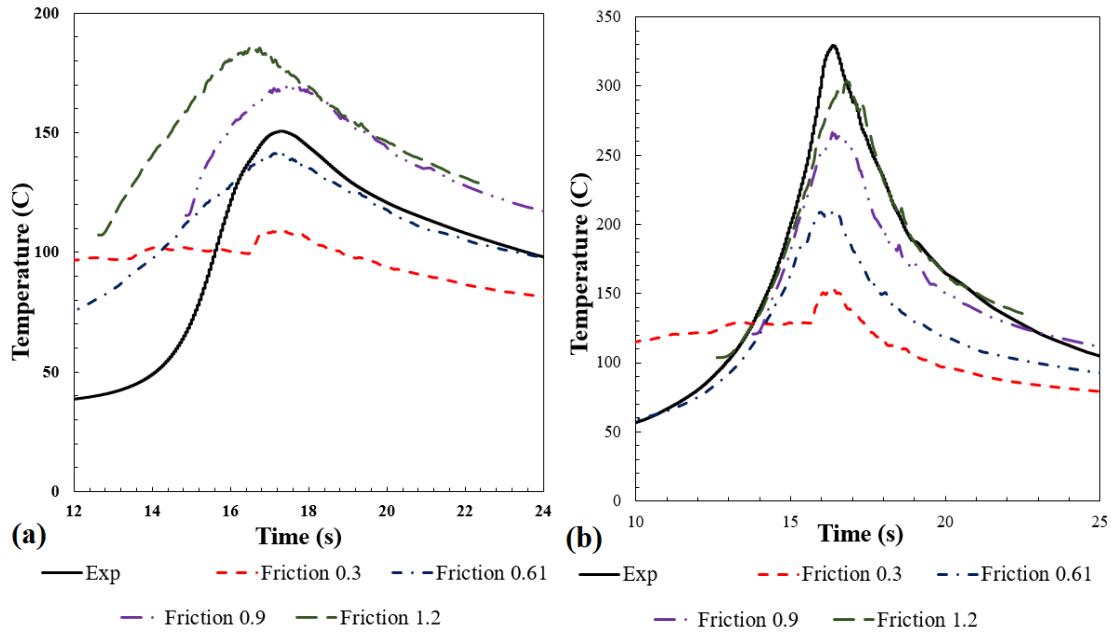 200
150
100
50
0
Temperature (C)
12 14 16 18 20 22 24
Time (s)
(a)
Exp Friction 0.3 Friction 0.61
Friction 0.9 Friction 1.2
350
300
250
200
150
100
50
0
Temperature (C)
10 15 20 25
Time (s)
(b)
Exp Friction 0.3 Friction 0.61
Friction 0.9 Friction 1.2